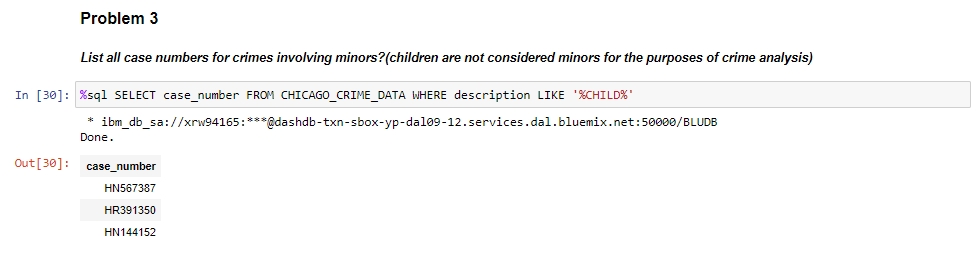 Problem 3
List all case numbers for crimes involving minors?(children are not considered minors for the purposes of crime analysis)
In [30]: %sql SELECT case_number FROM CHICAGO_CRIME_DATA WHERE description LIKE '%CHILD%'
* ibm_db_sa://xrw94165:***@dashdb-txn-sbox-yp-dal09-12.services.dal.bluemix.net:50000/BLUDB
Done.
Out[30]: case_number
HN567387
HR391350
HN144152